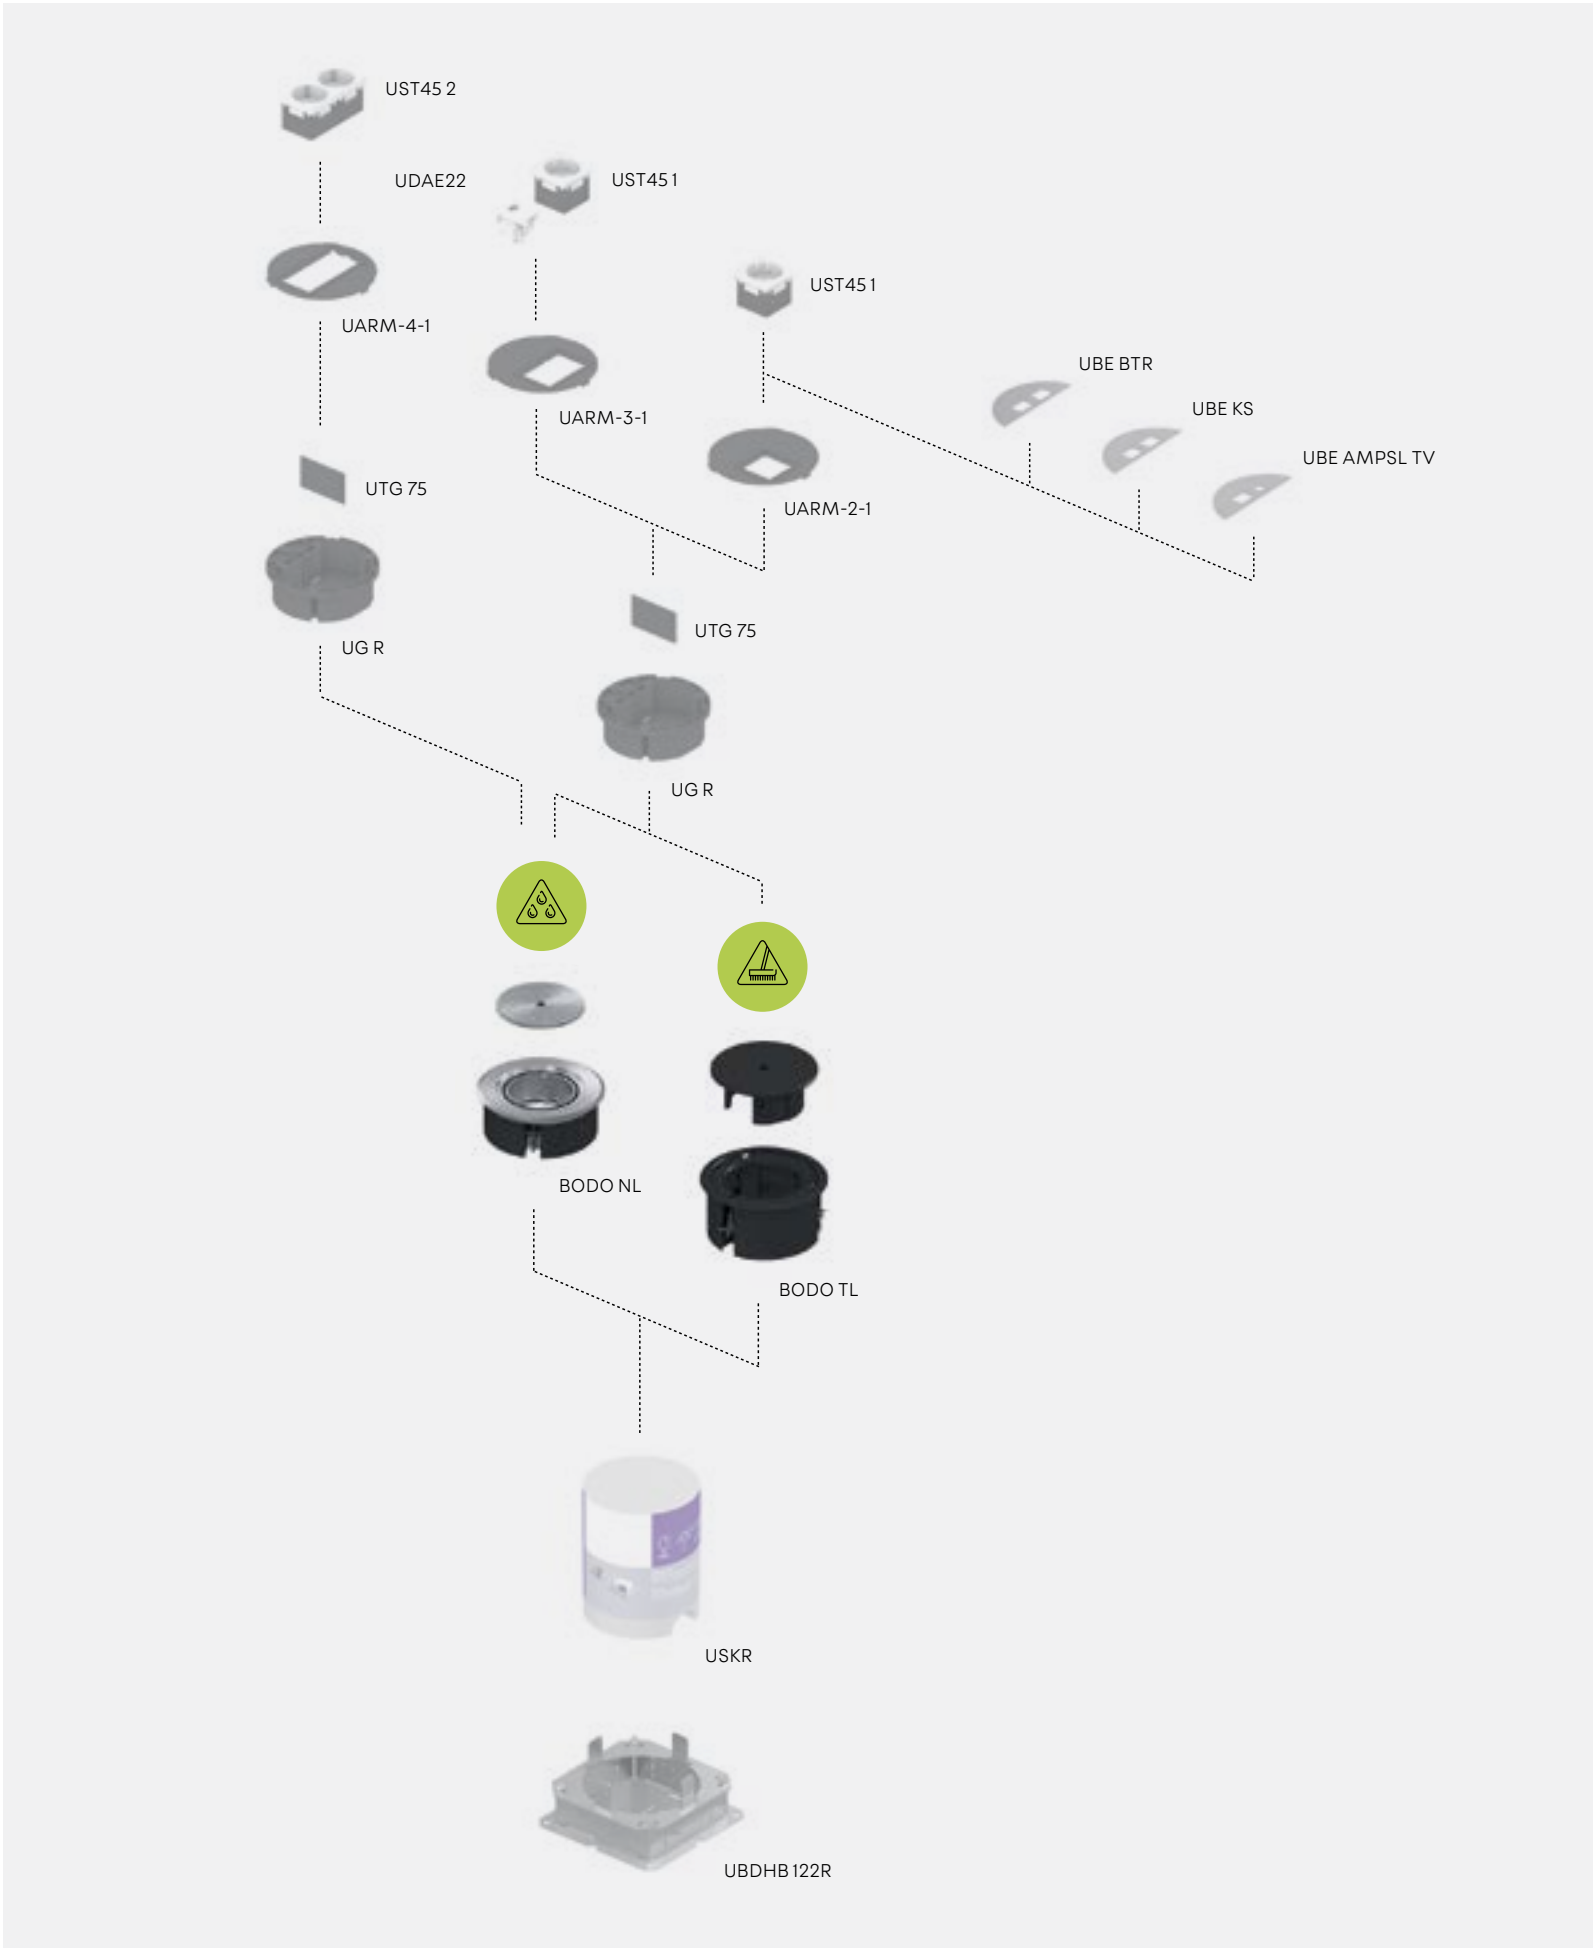 UST45 2
UDAE22
UST45 1
UST45 1
UARM-4-1
UBE BTR
UBE KS
UARM-3-1
UBE AMPSL TV
UTG 75
UARM-2-1
UTG 75
UG R
UG R
BODO NL
BODO TL
USKR
UBDHB 122R